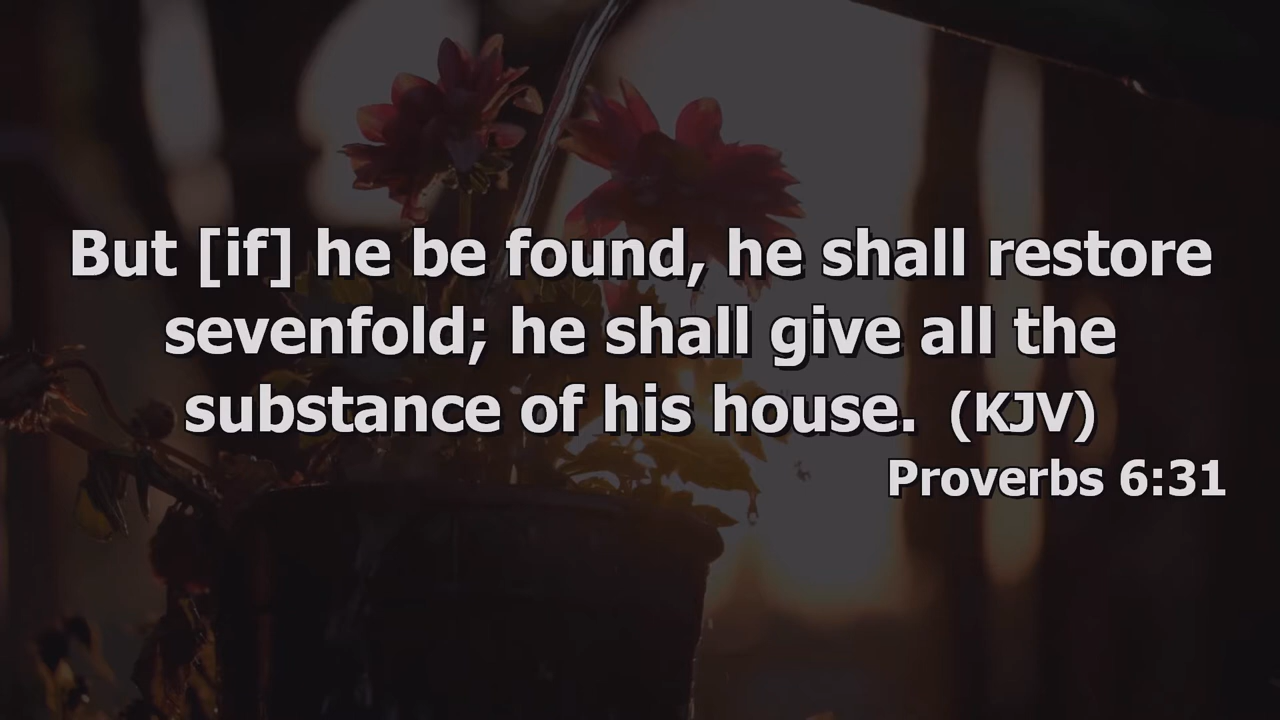 But [if] he be found, he shall restore
sevenfold; he shall give all the
substance of his house. (KJV)
Proverbs 6:31